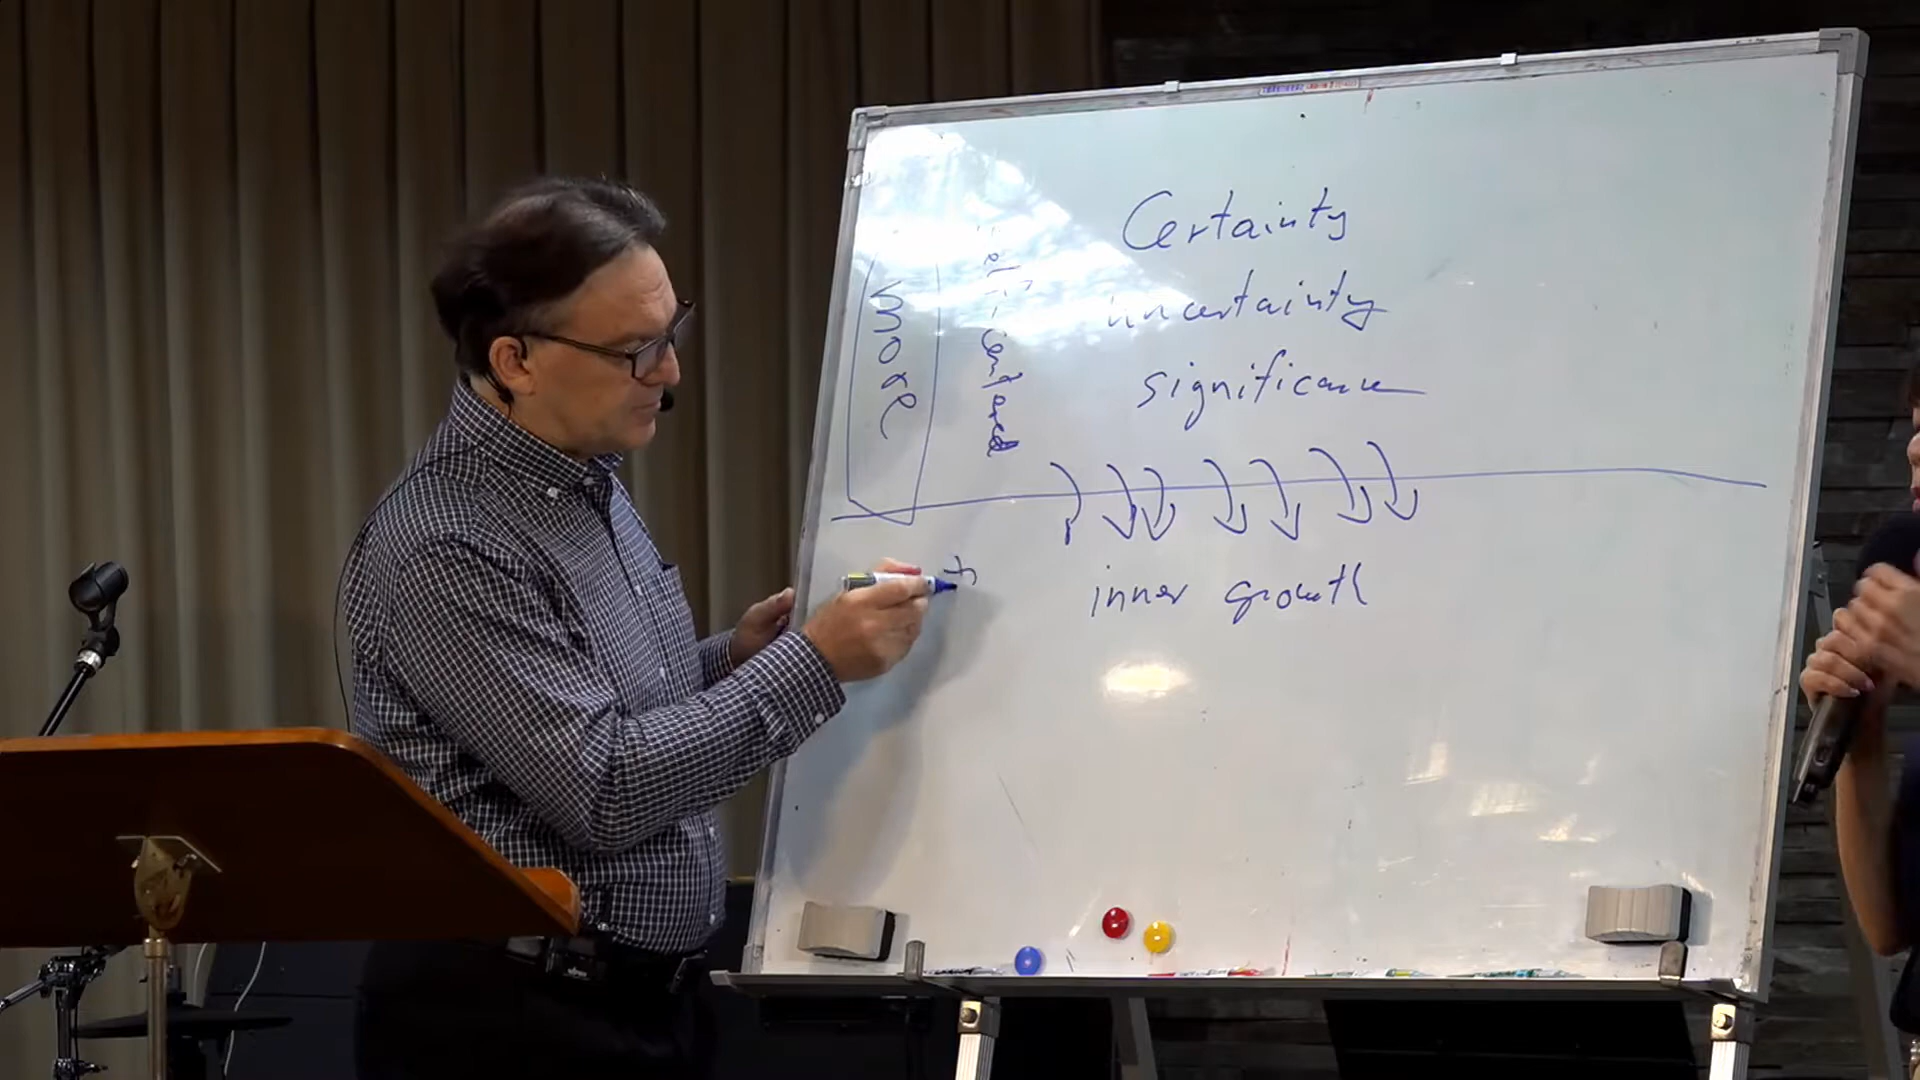 more
Certainty
uncertainty
significance
inner growth